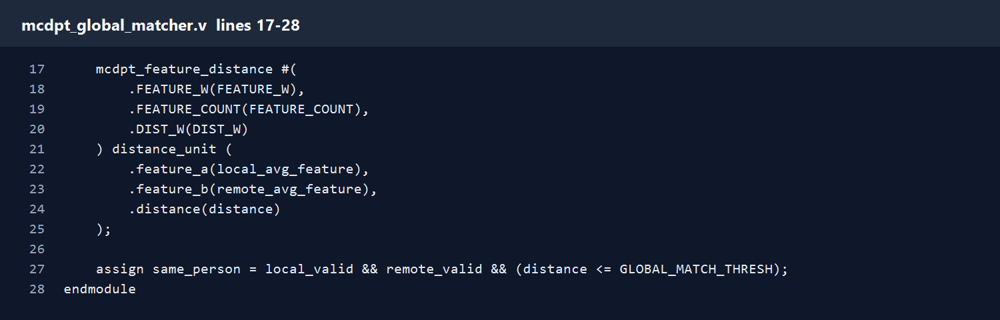 mcdpt_global_matcher.v  lines 17-28
17      mcdpt_feature_distance #(
18          .FEATURE_W(FEATURE_W),
19          .FEATURE_COUNT(FEATURE_COUNT),
20          .DIST_W(DIST_W)
21      ) distance_unit (
22          .feature_a(local_avg_feature),
23          .feature_b(remote_avg_feature),
24          .distance(distance)
25      );
26
27      assign same_person = local_valid && remote_valid && (distance <= GLOBAL_MATCH_THRESH);
28  endmodule